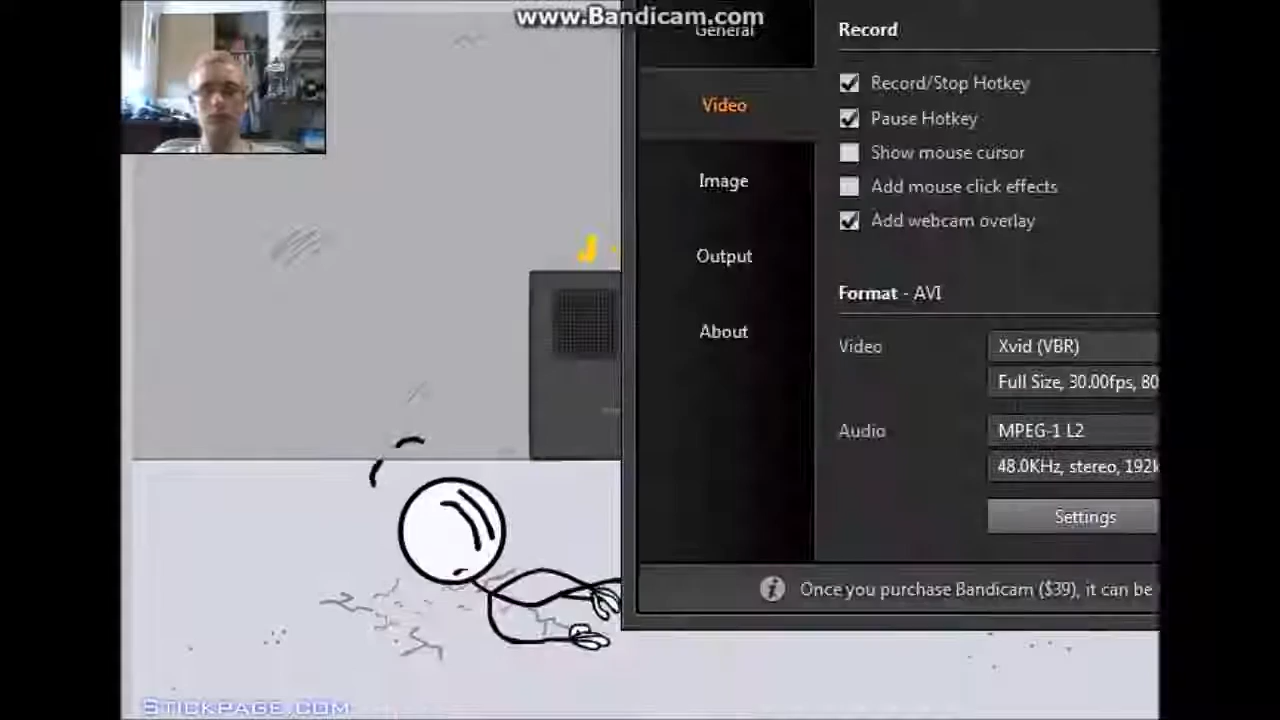 www.Bandicam.com
General
Video
Image
Output
About
Record
Record/Stop Hotkey
Pause Hotkey
Show mouse cursor
Add mouse click effects
Add webcam overlay
Format - AVI
Video
Xvid (VBR)
Full Size, 30.00fps, 80
Audio
MPEG-1 L2
48.0KHz, stereo, 192k
Settings
Once you purchase Bandicam ($39), it can be
STICKPAGE.COM